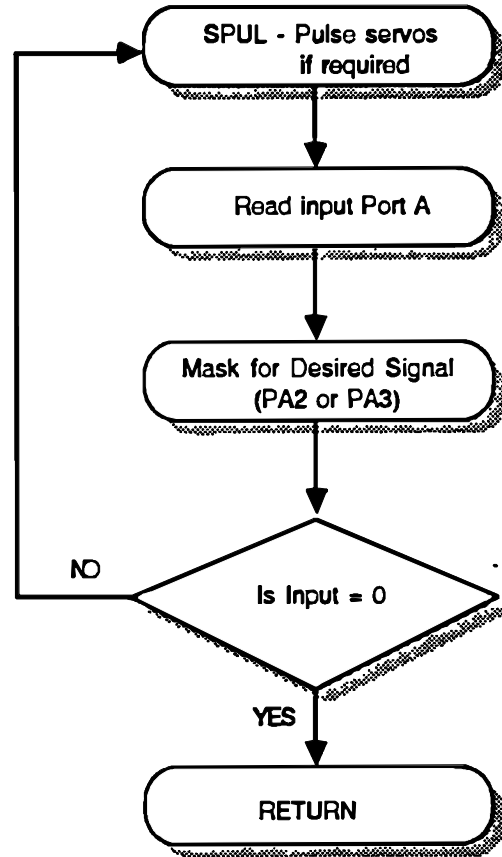 SPUL - Pulse servos
if required
Read input Port A
Mask for Desired Signal
(PA2 or PA3)
NO
Is Input = 0
YES
RETURN